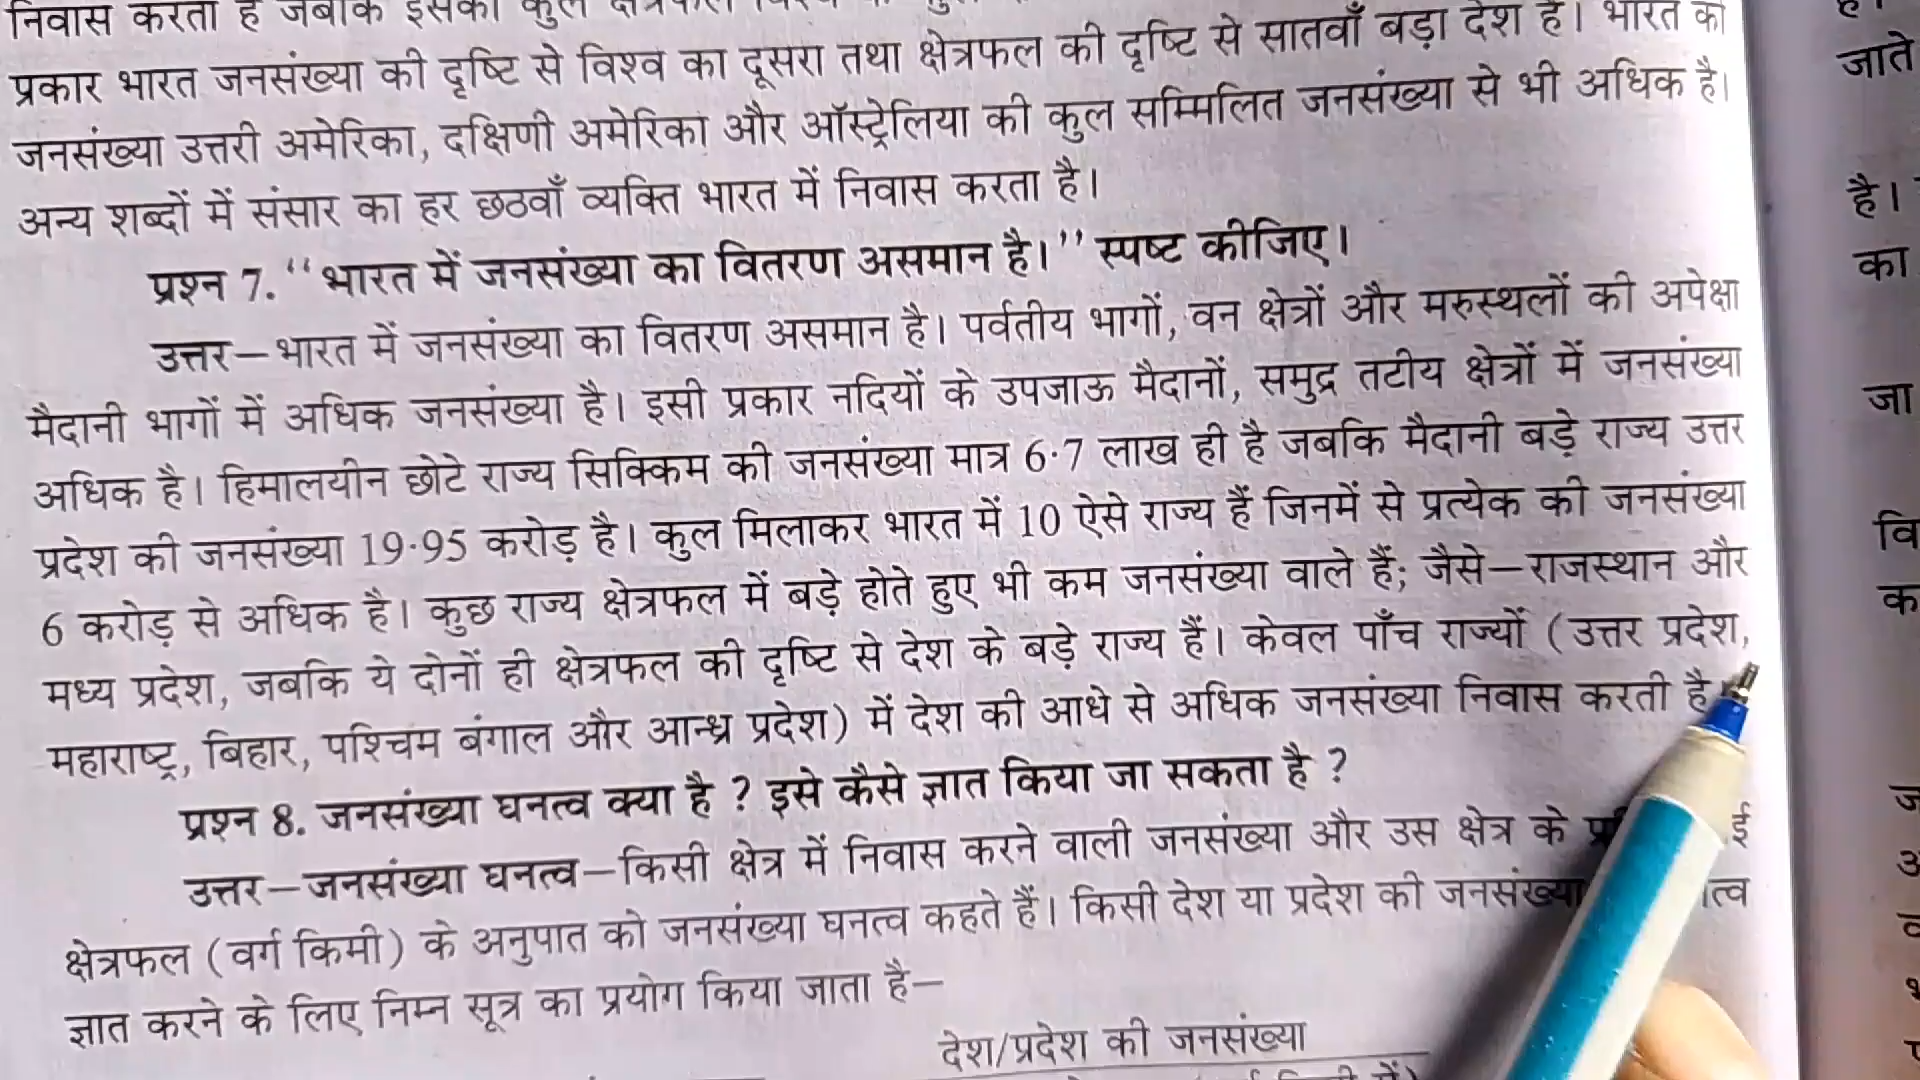 निवास करता है जबकि इसका कुल क्षेत्रफल
प्रकार भारत जनसंख्या की दृष्टि से विश्व का दूसरा तथा क्षेत्रफल की दृष्टि से सातवाँ बड़ा देश है। भारत की
जनसंख्या उत्तरी अमेरिका, दक्षिणी अमेरिका और ऑस्ट्रेलिया की कुल सम्मिलित जनसंख्या से भी अधिक है।
अन्य शब्दों में संसार का हर छठवाँ व्यक्ति भारत में निवास करता है।
प्रश्न 7. “भारत में जनसंख्या का वितरण असमान है।” स्पष्ट कीजिए।
उत्तर—भारत में जनसंख्या का वितरण असमान है। पर्वतीय भागों, वन क्षेत्रों और मरुस्थलों की अपेक्षा
मैदानी भागों में अधिक जनसंख्या है। इसी प्रकार नदियों के उपजाऊ मैदानों, समुद्र तटीय क्षेत्रों में जनसंख्या
अधिक है। हिमालयीन छोटे राज्य सिक्किम की जनसंख्या मात्र 6·7 लाख ही है जबकि मैदानी बड़े राज्य उत्तर
प्रदेश की जनसंख्या 19·95 करोड़ है। कुल मिलाकर भारत में 10 ऐसे राज्य हैं जिनमें से प्रत्येक की जनसंख्या
6 करोड़ से अधिक है। कुछ राज्य क्षेत्रफल में बड़े होते हुए भी कम जनसंख्या वाले हैं; जैसे—राजस्थान और
मध्य प्रदेश, जबकि ये दोनों ही क्षेत्रफल की दृष्टि से देश के बड़े राज्य हैं। केवल पाँच राज्यों (उत्तर प्रदेश,
महाराष्ट्र, बिहार, पश्चिम बंगाल और आन्ध्र प्रदेश) में देश की आधे से अधिक जनसंख्या निवास करती है
प्रश्न 8. जनसंख्या घनत्व क्या है ? इसे कैसे ज्ञात किया जा सकता है ?
उत्तर—जनसंख्या घनत्व—किसी क्षेत्र में निवास करने वाली जनसंख्या और उस क्षेत्र के
क्षेत्रफल (वर्ग किमी) के अनुपात को जनसंख्या घनत्व कहते हैं। किसी देश या प्रदेश की जनसंख्या
ज्ञात करने के लिए निम्न सूत्र का प्रयोग किया जाता है—
देश/प्रदेश की जनसंख्या
जाते
है।
का
जा
वि